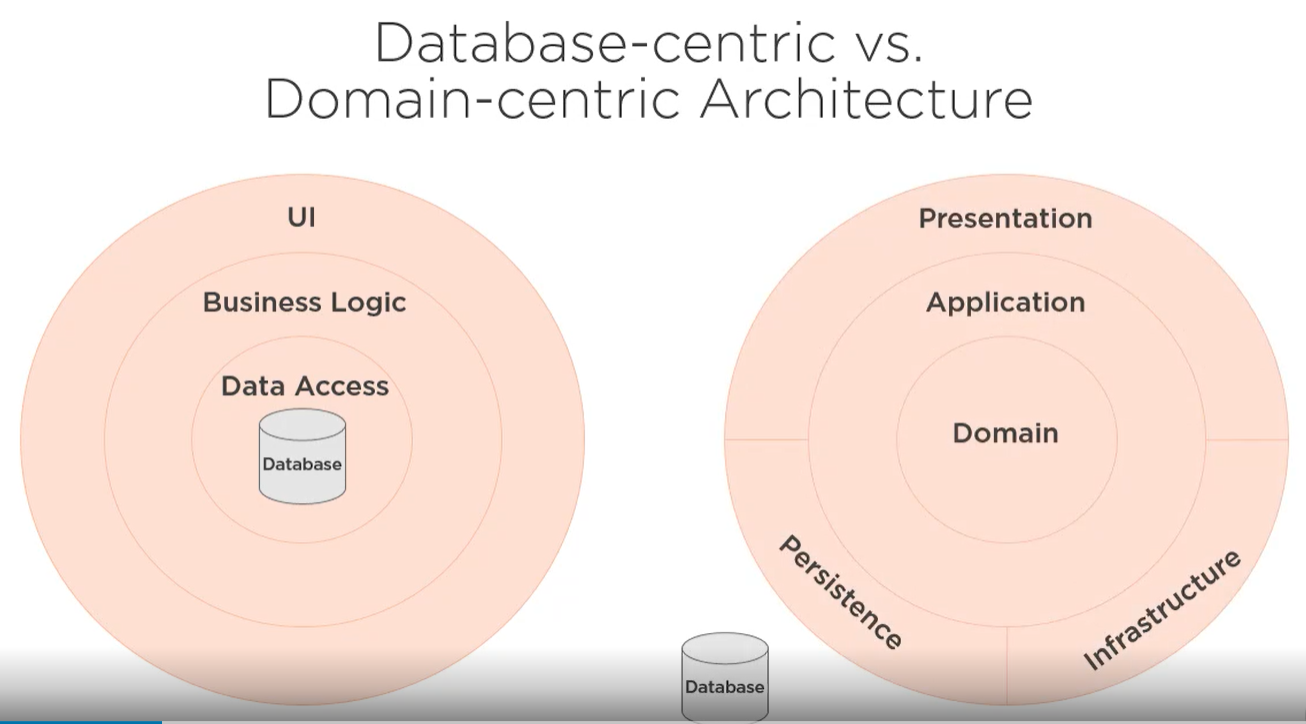 Database-centric vs.
Domain-centric Architecture
UI
Business Logic
Data Access
Database
Presentation
Application
Domain
Persistence
Infrastructure
Database